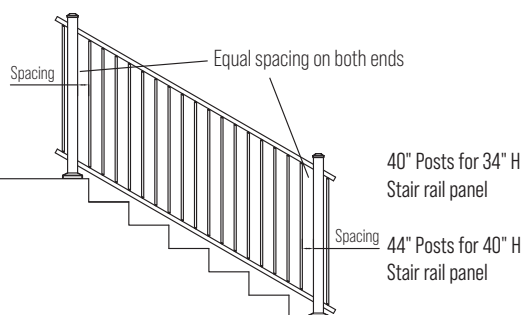 Equal spacing on both ends
Spacing
40" Posts for 34" H
Stair rail panel
Spacing
44" Posts for 40" H
Stair rail panel